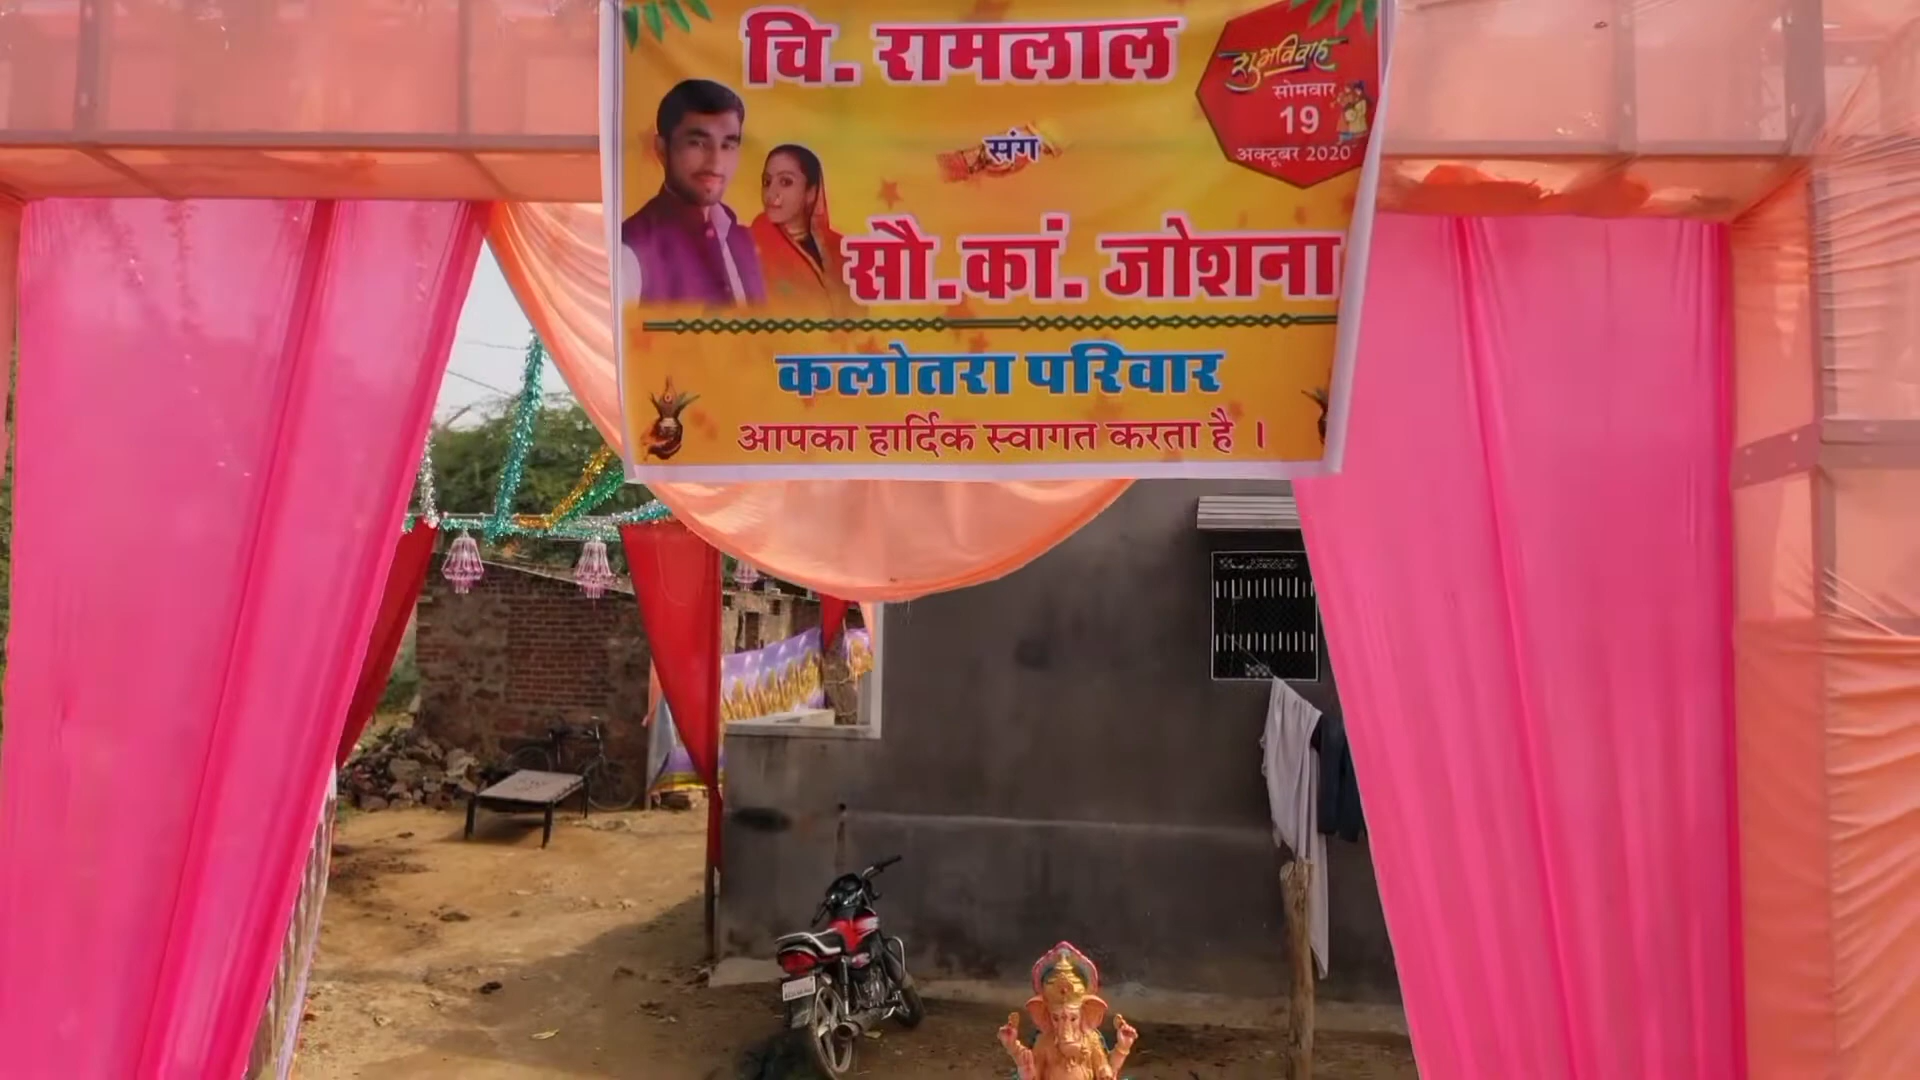 चि. रामलाल
शुभविवाह
सोमवार
19
अक्टूबर 2020
संग
सौ.कां. जोशना
कलोतरा परिवार
आपका हार्दिक स्वागत करता है ।